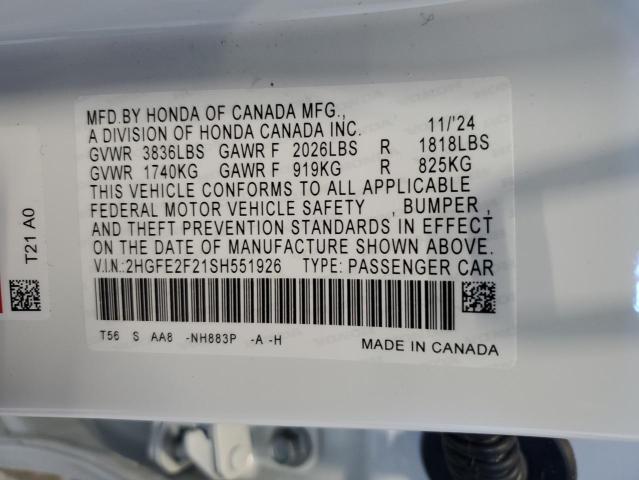 MFD.BY HONDA OF CANADA MFG.,
A DIVISION OF HONDA CANADA INC. 11/'24
GVWR 3836LBS GAWR F 2026LBS R 1818LBS
GVWR 1740KG GAWR F 919KG R 825KG
THIS VEHICLE CONFORMS TO ALL APPLICABLE
FEDERAL MOTOR VEHICLE SAFETY , BUMPER ,
AND THEFT PREVENTION STANDARDS IN EFFECT
ON THE DATE OF MANUFACTURE SHOWN ABOVE.
V.I.N.:2HGFE2F21SH551926 TYPE: PASSENGER CAR
T56 S AA8 -NH883P -A -H
MADE IN CANADA
T21 A0